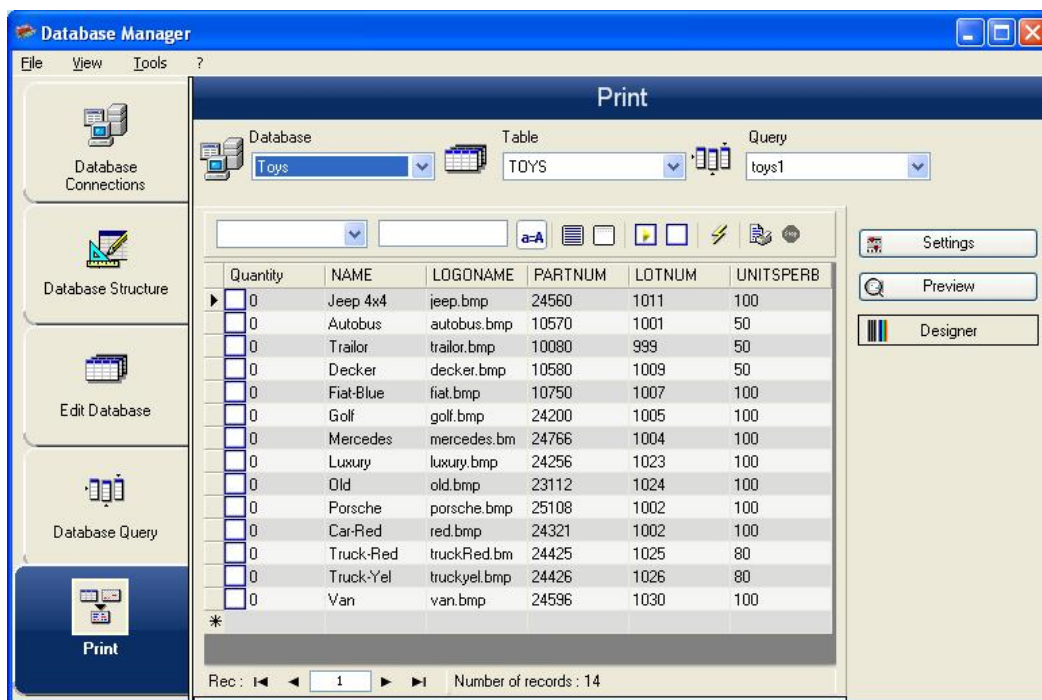 Database Manager
File View Tools ?
Print
Database Table Query
Toys TOYS toys1
Database
Connections
Database Structure
Edit Database
Database Query
Print
a=A Stop
Settings
Preview
Designer
Quantity NAME LOGONAME PARTNUM LOTNUM UNITSPERB
0 Jeep 4x4 jeep.bmp 24560 1011 100
0 Autobus autobus.bmp 10570 1001 50
0 Trailor trailor.bmp 10080 999 50
0 Decker decker.bmp 10580 1009 50
0 Fiat-Blue fiat.bmp 10750 1007 100
0 Golf golf.bmp 24200 1005 100
0 Mercedes mercedes.bm 24766 1004 100
0 Luxury luxury.bmp 24256 1023 100
0 Old old.bmp 23112 1024 100
0 Porsche porsche.bmp 25108 1002 100
0 Car-Red red.bmp 24321 1002 100
0 Truck-Red truckRed.bm 24425 1025 80
0 Truck-Yel truckyel.bmp 24426 1026 80
0 Van van.bmp 24596 1030 100
Rec : 1 Number of records : 14